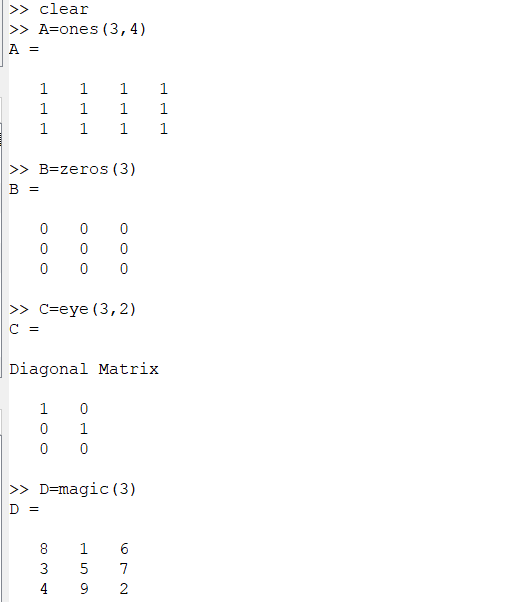 >> clear
>> A=ones(3,4)
A =
1 1 1 1
1 1 1 1
1 1 1 1
>> B=zeros(3)
B =
0 0 0
0 0 0
0 0 0
>> C=eye(3,2)
C =
Diagonal Matrix
1 0
0 1
0 0
>> D=magic(3)
D =
8 1 6
3 5 7
4 9 2